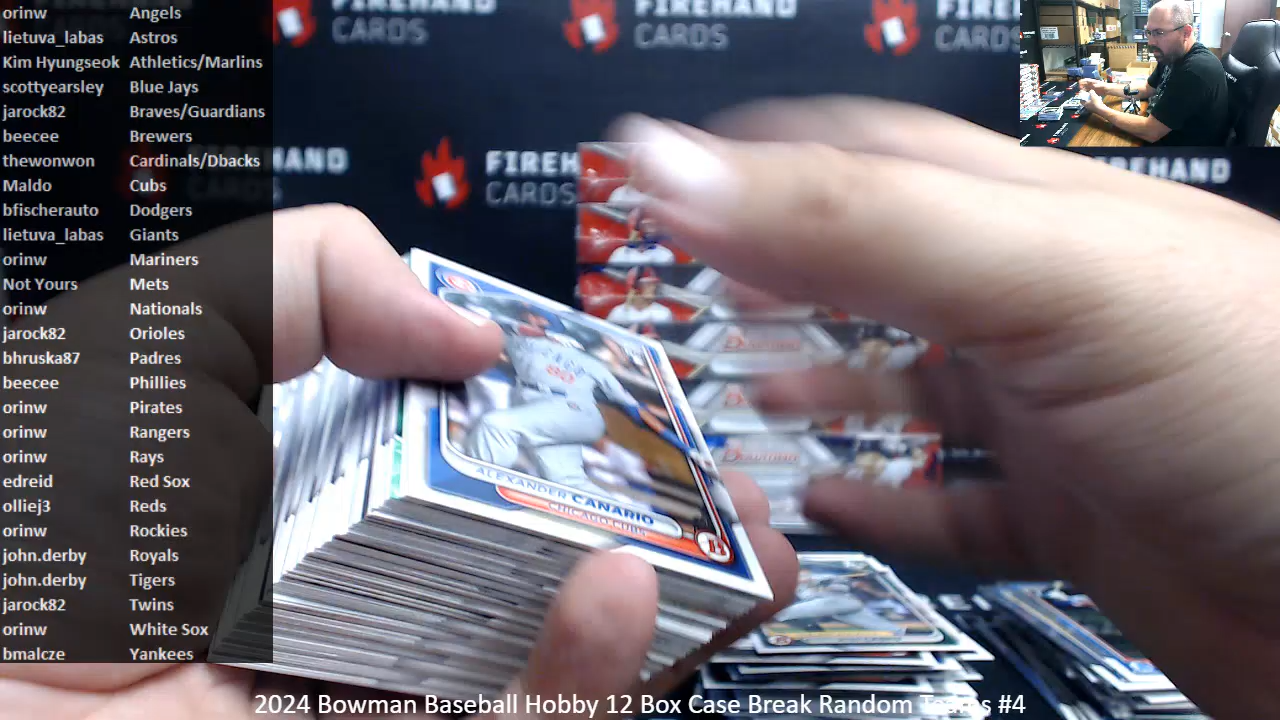 orinw Angels
lietuva_labas Astros
Kim Hyungseok Athletics/Marlins
scottyearsley Blue Jays
jarock82 Braves/Guardians
beecee Brewers
thewonwon Cardinals/Dbacks
Maldo Cubs
bfischerauto Dodgers
lietuva_labas Giants
orinw Mariners
Not Yours Mets
orinw Nationals
jarock82 Orioles
bhruska87 Padres
beecee Phillies
orinw Pirates
orinw Rangers
orinw Rays
edreid Red Sox
olliej3 Reds
orinw Rockies
john.derby Royals
john.derby Tigers
jarock82 Twins
orinw White Sox
bmalcze Yankees
CARDS
CARDS
FIREHAND
CARDS
ALEXANDER CANARIO
CHICAGO CUBS
2024 Bowman Baseball Hobby 12 Box Case Break Random Teams #4